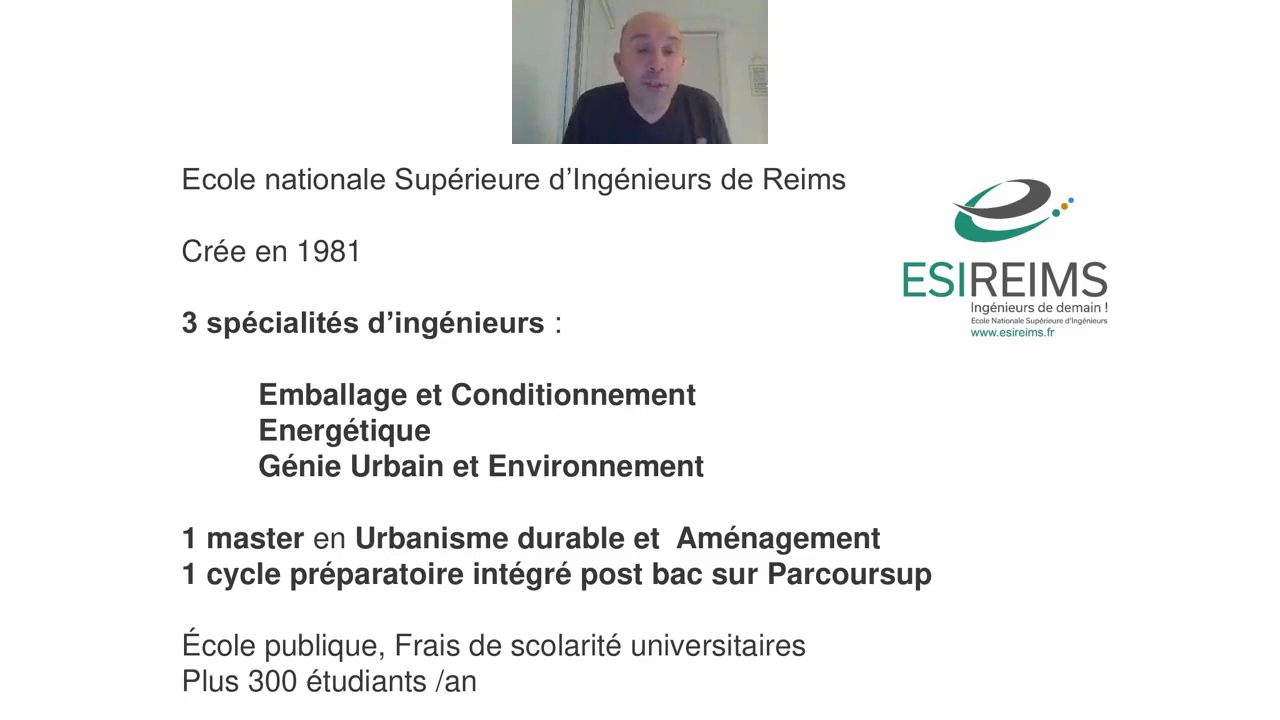 Ecole nationale Supérieure d’Ingénieurs de Reims
Crée en 1981
3 spécialités d’ingénieurs :
Emballage et Conditionnement
Energétique
Génie Urbain et Environnement
1 master en Urbanisme durable et  Aménagement
1 cycle préparatoire intégré post bac sur Parcoursup
École publique, Frais de scolarité universitaires
Plus 300 étudiants /an
ESIREIMS
Ingénieurs de demain !
Ecole Nationale Supérieure d'Ingénieurs
www.esireims.fr